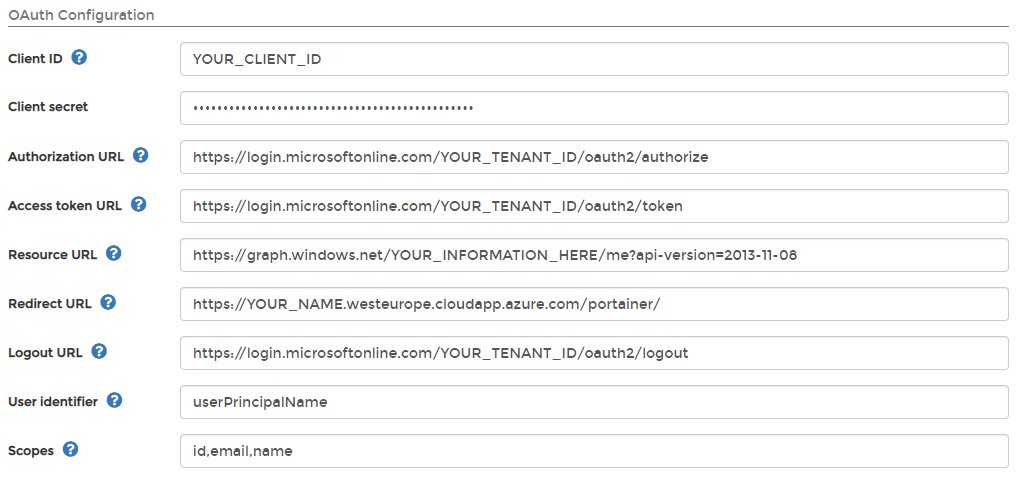 OAuth Configuration
Client ID ? YOUR_CLIENT_ID
Client secret ••••••••••••••••••••••••••••••••••••••••••••••••
Authorization URL ? https://login.microsoftonline.com/YOUR_TENANT_ID/oauth2/authorize
Access token URL ? https://login.microsoftonline.com/YOUR_TENANT_ID/oauth2/token
Resource URL ? https://graph.windows.net/YOUR_INFORMATION_HERE/me?api-version=2013-11-08
Redirect URL ? https://YOUR_NAME.westeurope.cloudapp.azure.com/portainer/
Logout URL ? https://login.microsoftonline.com/YOUR_TENANT_ID/oauth2/logout
User identifier ? userPrincipalName
Scopes ? id,email,name